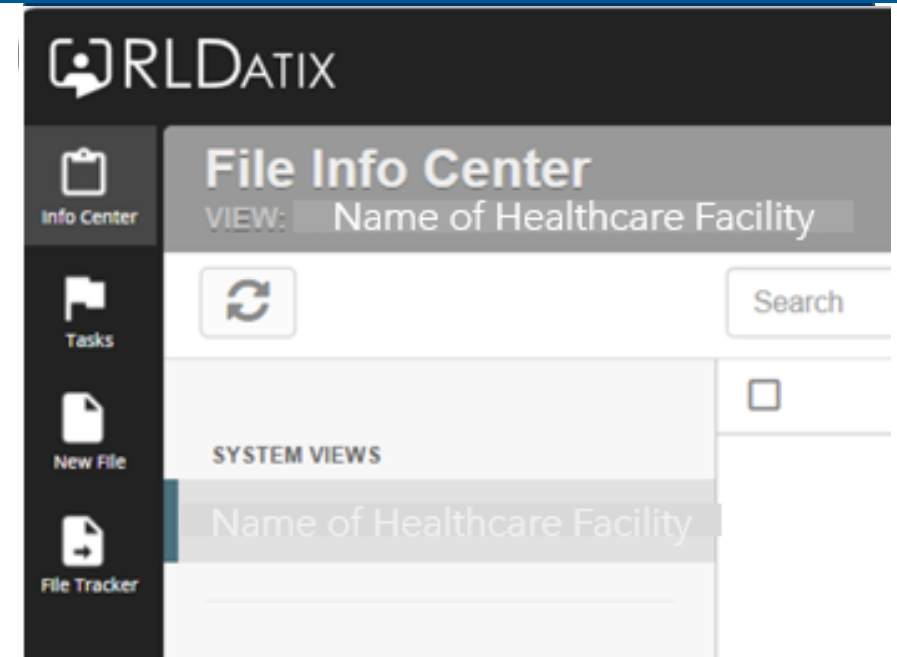 RLDATIX
Info Center
File Info Center
VIEW: Name of Healthcare Facility
Tasks
Search
New File
SYSTEM VIEWS
Name of Healthcare Facility
File Tracker